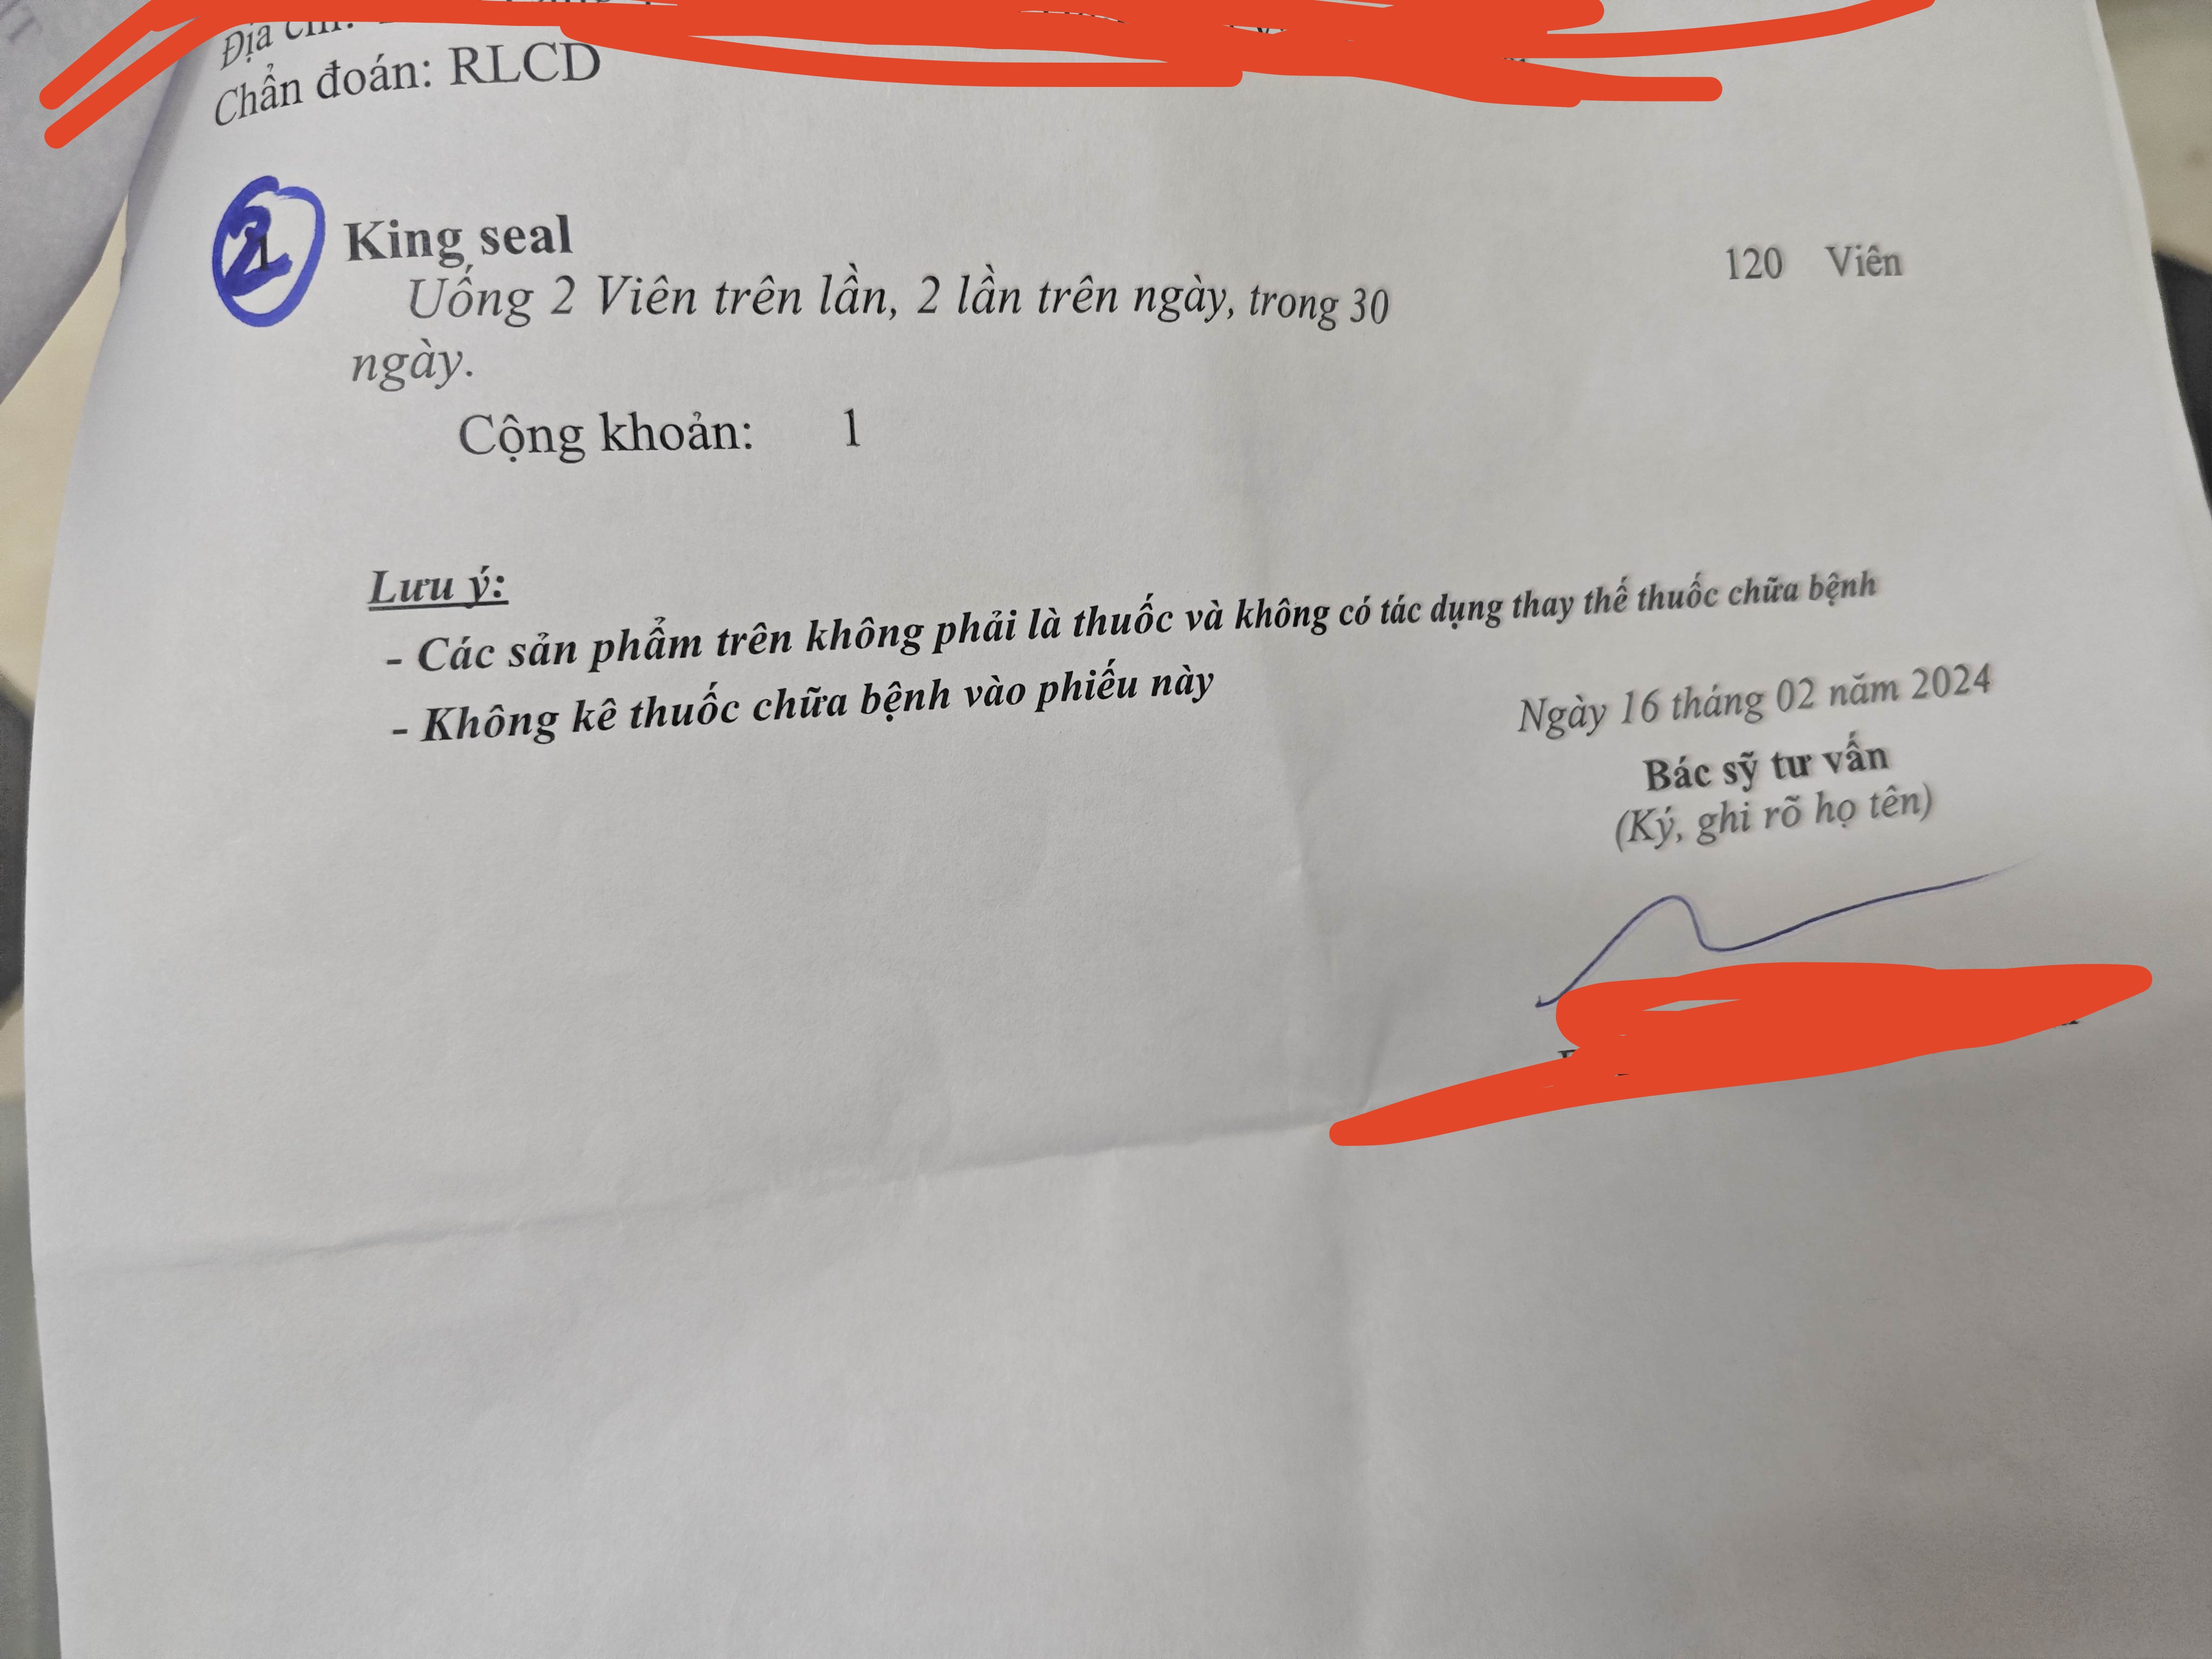 Địa chỉ:
Chẩn đoán: RLCD
2
King seal 120 Viên
Uống 2 Viên trên lần, 2 lần trên ngày, trong 30
ngày.
Cộng khoản: 1
Lưu ý:
- Các sản phẩm trên không phải là thuốc và không có tác dụng thay thế thuốc chữa bệnh
- Không kê thuốc chữa bệnh vào phiếu này
Ngày 16 tháng 02 năm 2024
Bác sỹ tư vấn
(Ký, ghi rõ họ tên)